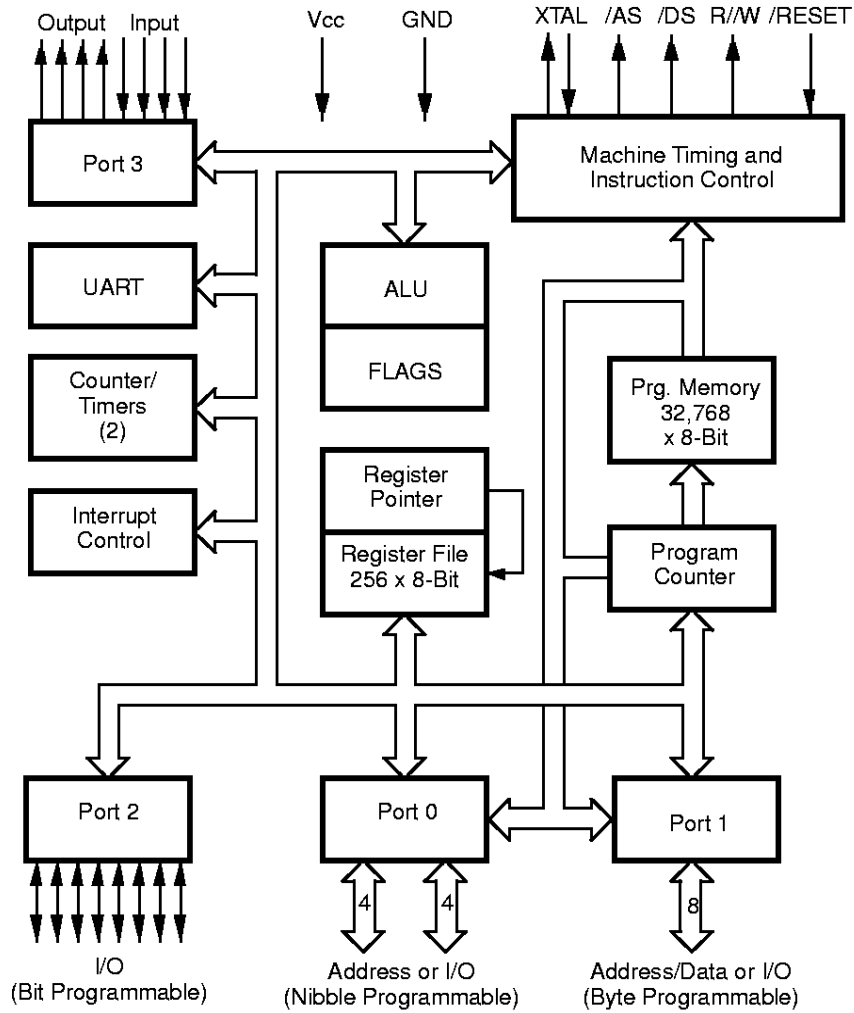 Output Input
Vcc
GND
XTAL /AS /DS R//W /RESET
Port 3
Machine Timing and
Instruction Control
UART
ALU
FLAGS
Counter/
Timers
(2)
Prg. Memory
32,768
x 8-Bit
Register
Pointer
Interrupt
Control
Register File
256 x 8-Bit
Program
Counter
Port 2
Port 0
Port 1
4
4
8
I/O
(Bit Programmable)
Address or I/O
(Nibble Programmable)
Address/Data or I/O
(Byte Programmable)